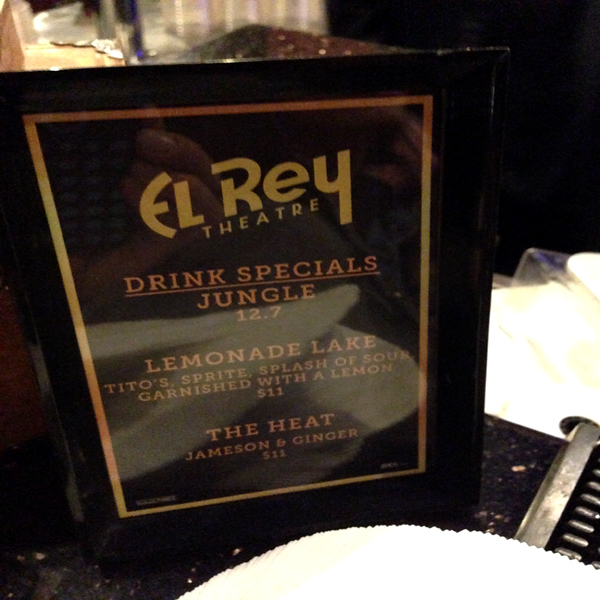 EL REY
THEATRE
DRINK SPECIALS
JUNGLE
12.7
LEMONADE LAKE
TITO'S, SPRITE, SPLASH OF SOUR
GARNISHED WITH A LEMON
$11
THE HEAT
JAMESON & GINGER
$11